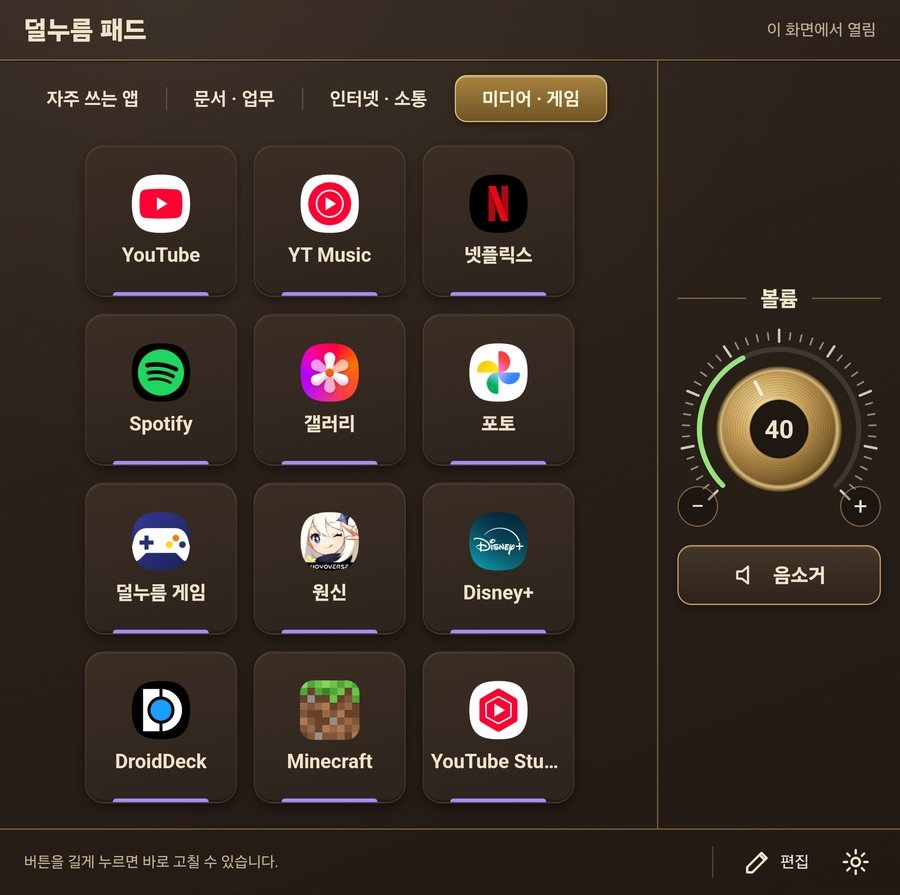 덜누름 패드
이 화면에서 열림
자주 쓰는 앱
문서 · 업무
인터넷 · 소통
미디어 · 게임
YouTube
YT Music
넷플릭스
Spotify
갤러리
포토
덜누름 게임
HOYOVERSE
원신
Disney+
Disney+
DroidDeck
Minecraft
YouTube Stu...
볼륨
40
−
+
음소거
버튼을 길게 누르면 바로 고칠 수 있습니다.
편집